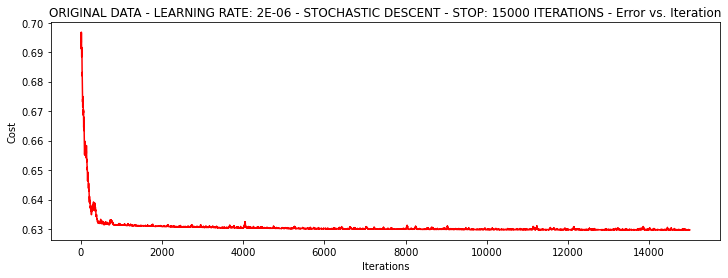 ORIGINAL DATA - LEARNING RATE: 2E-06 - STOCHASTIC DESCENT - STOP: 15000 ITERATIONS - Error vs. Iteration
0.70
0.69
0.68
0.67
0.66
0.65
0.64
0.63
Cost
0 2000 4000 6000 8000 10000 12000 14000
Iterations